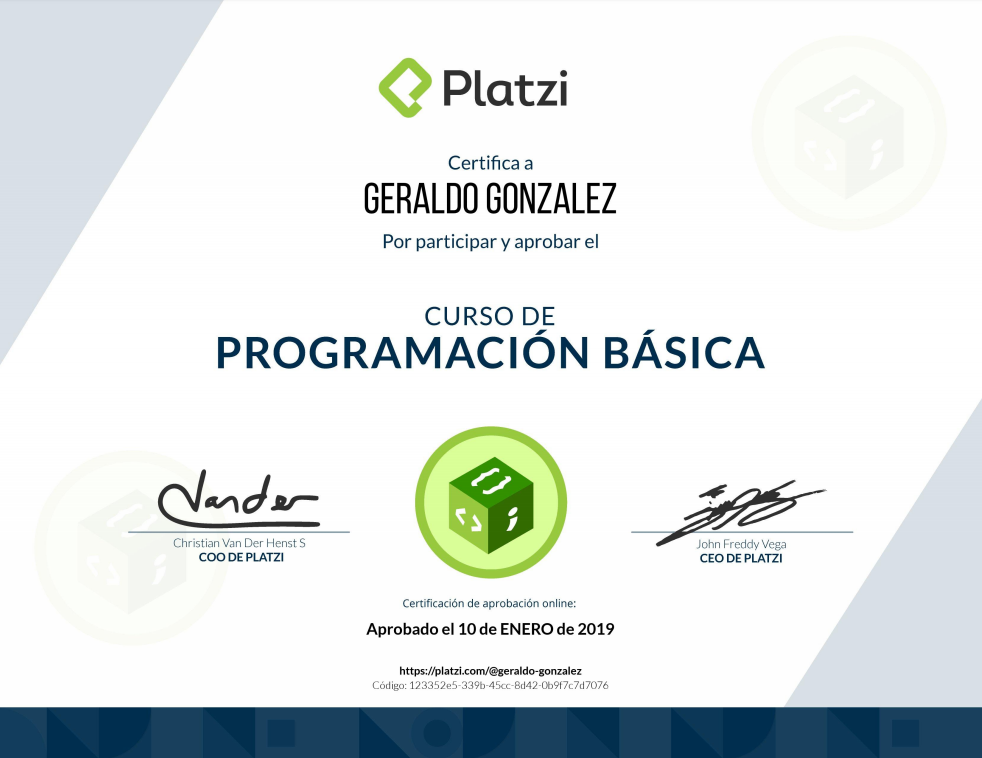 Platzi
Certifica a
GERALDO GONZALEZ
Por participar y aprobar el
CURSO DE
PROGRAMACIÓN BÁSICA
Vander
Christian Van Der Henst S
COO DE PLATZI
John Freddy Vega
CEO DE PLATZI
Certificación de aprobación online:
Aprobado el 10 de ENERO de 2019
https://platzi.com/@geraldo-gonzalez
Código: 123352e5-339b-45cc-8d42-0b9f7c7d7076